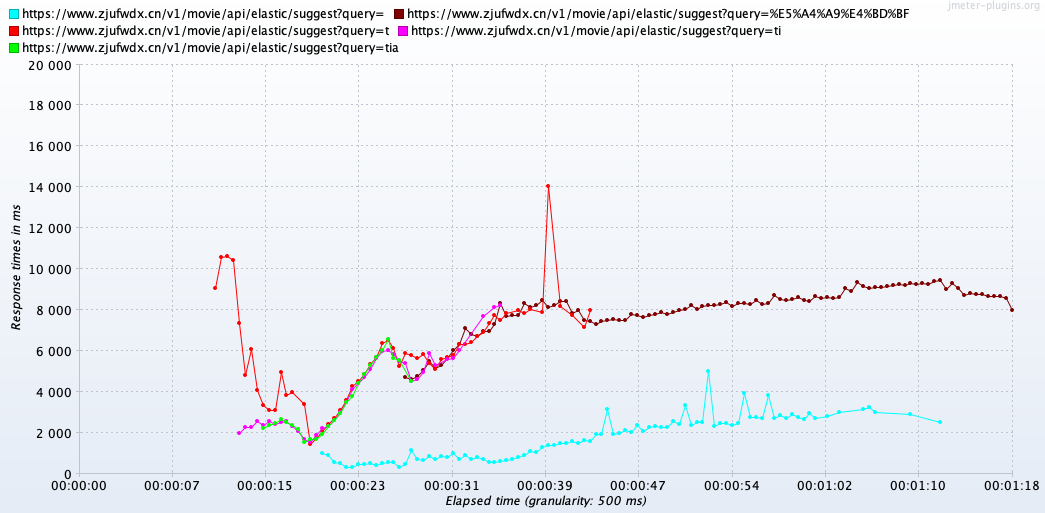 jmeter-plugins.org
https://www.zjufwdx.cn/v1/movie/api/elastic/suggest?query= https://www.zjufwdx.cn/v1/movie/api/elastic/suggest?query=%E5%A4%A9%E4%BD%BF
https://www.zjufwdx.cn/v1/movie/api/elastic/suggest?query=t https://www.zjufwdx.cn/v1/movie/api/elastic/suggest?query=ti
https://www.zjufwdx.cn/v1/movie/api/elastic/suggest?query=tia
20 000
18 000
16 000
14 000
12 000
10 000
8 000
6 000
4 000
2 000
0
Response times in ms
00:00:00 00:00:07 00:00:15 00:00:23 00:00:31 00:00:39 00:00:47 00:00:54 00:01:02 00:01:10 00:01:18
Elapsed time (granularity: 500 ms)